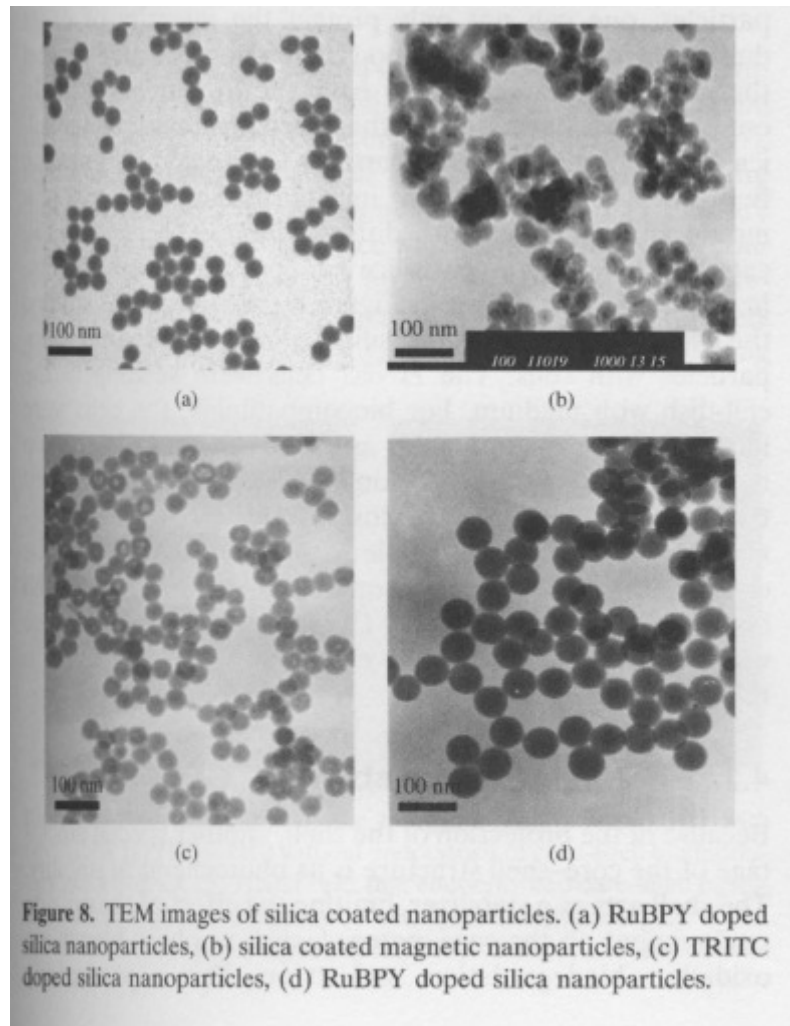 100 nm
100 nm
100 11019 1000 13 15
(a)
(b)
100 nm
100 nm
(c)
(d)
Figure 8. TEM images of silica coated nanoparticles. (a) RuBPY doped
silica nanoparticles, (b) silica coated magnetic nanoparticles, (c) TRITC
doped silica nanoparticles, (d) RuBPY doped silica nanoparticles.